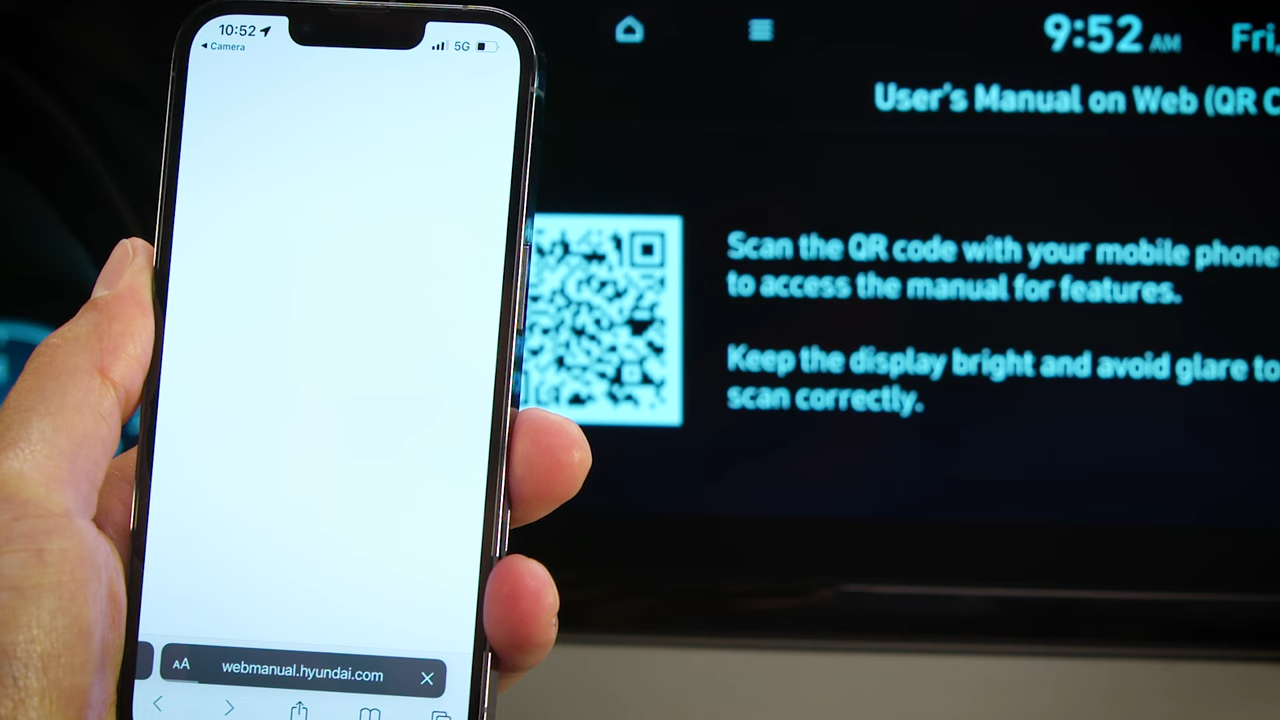 10:52
Camera
5G
AA
webmanual.hyundai.com
9:52 AM
Fri,
User's Manual on Web (QR C
Scan the QR code with your mobile phone
to access the manual for features.
Keep the display bright and avoid glare to
scan correctly.